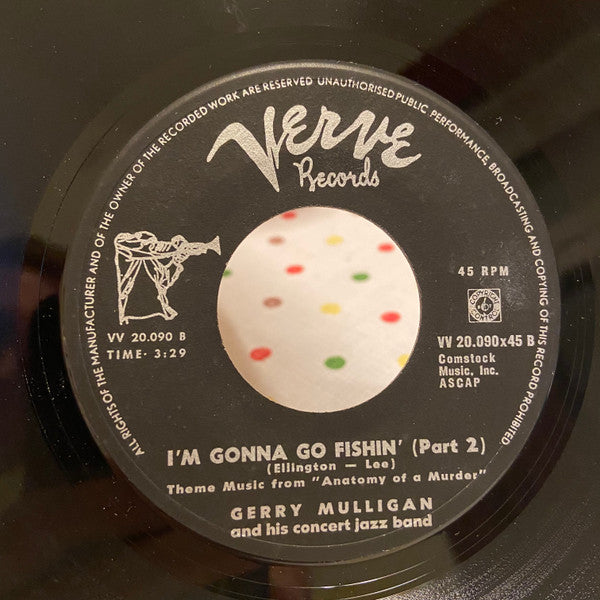 ALL RIGHTS OF THE MANUFACTURER AND OF THE OWNER OF THE RECORDED WORK ARE RESERVED UNAUTHORISED PUBLIC PERFORMANCE, BROADCASTING AND COPYING OF THIS RECORD PROHIBITED.
Verve
Records
45 RPM
VV 20.090 B
TIME· 3:29
VV 20.090x45 B
Comstock
Music, Inc.
ASCAP
I'M GONNA GO FISHIN' (Part 2)
(Ellington — Lee)
Theme Music from "Anatomy of a Murder"
GERRY MULLIGAN
and his concert jazz band